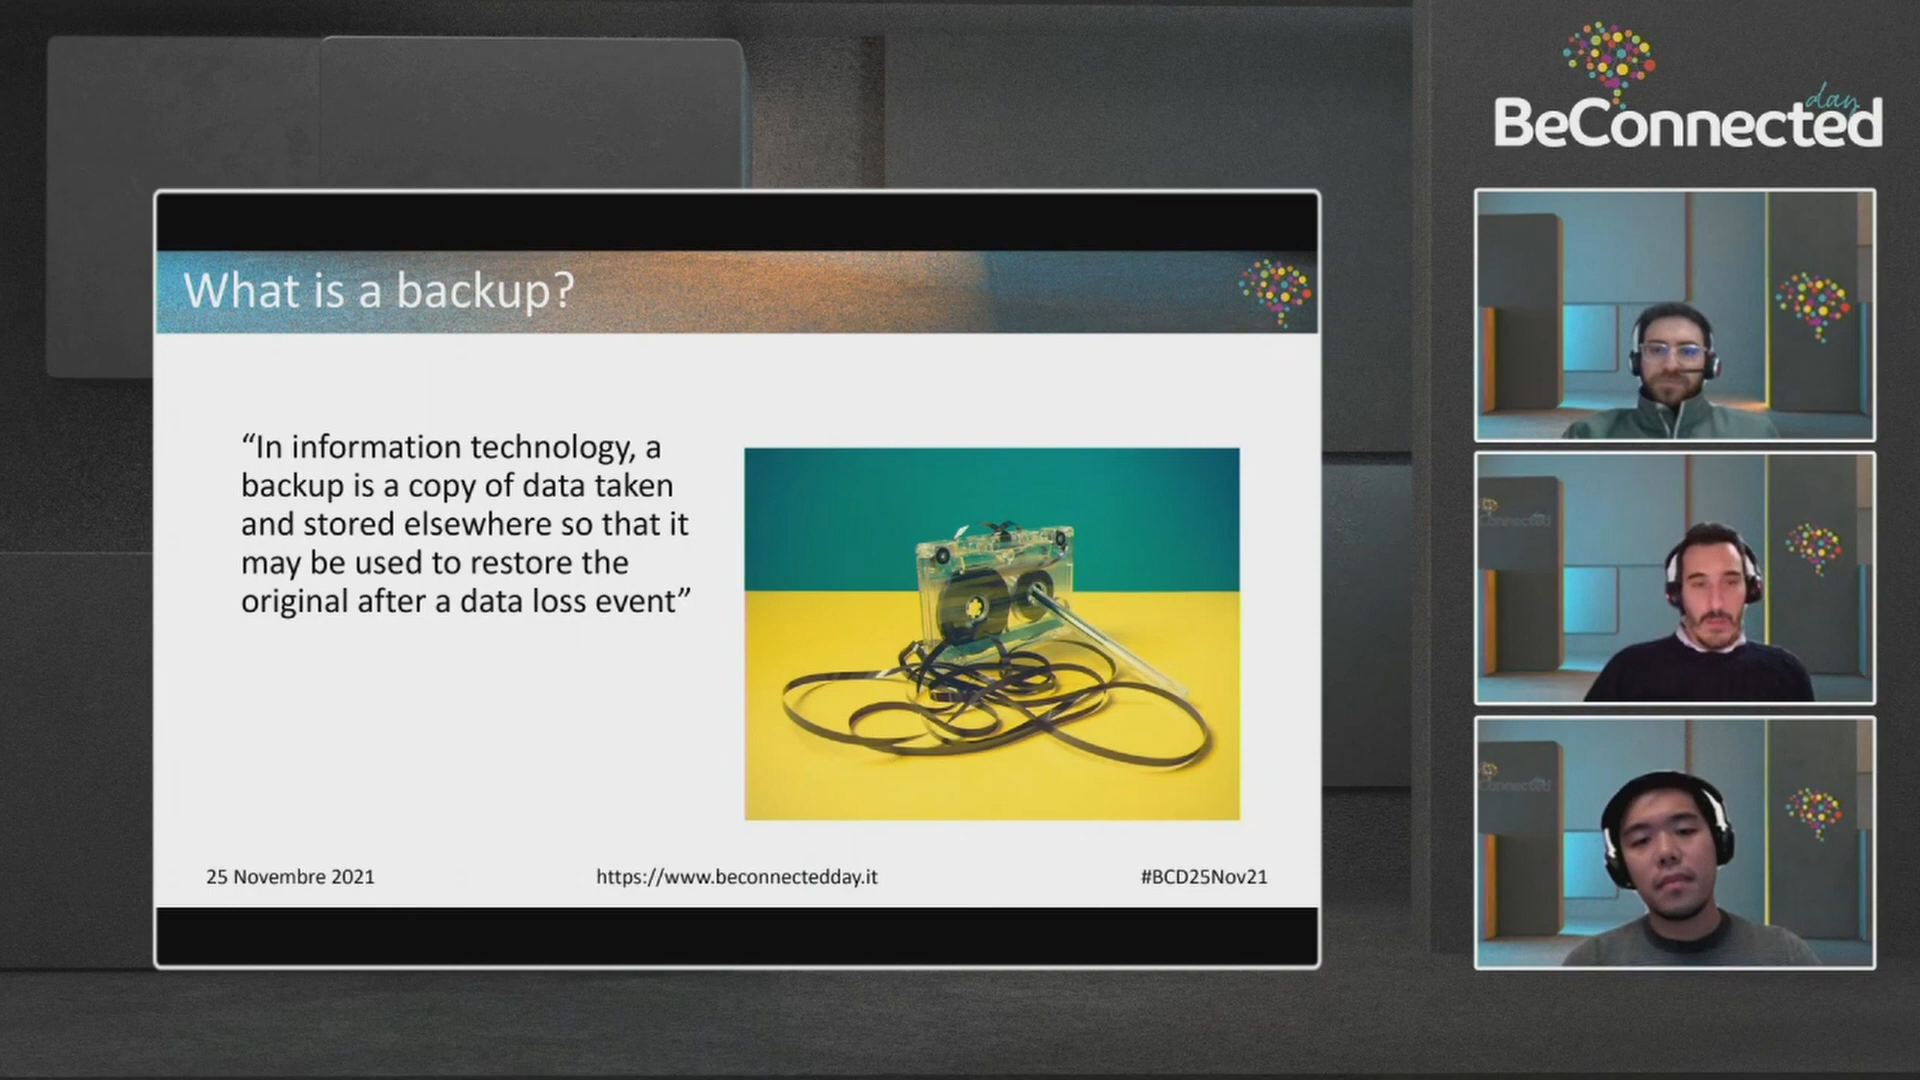 day
BeConnected
What is a backup?
“In information technology, a
backup is a copy of data taken
and stored elsewhere so that it
may be used to restore the
original after a data loss event”
25 Novembre 2021
https://www.beconnectedday.it
#BCD25Nov21
Connected
Connected